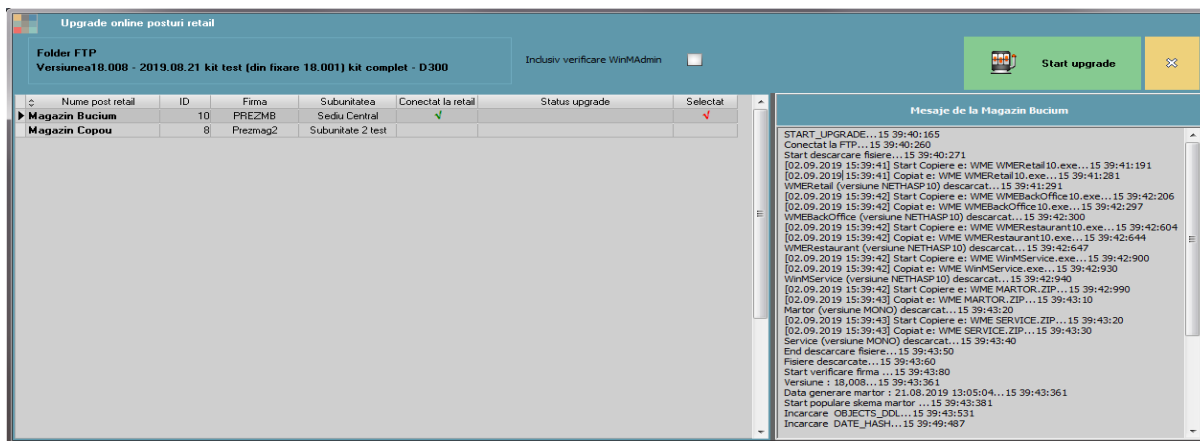 Upgrade online posturi retail
Folder FTP
Versiunea18.008 - 2019.08.21 kit test (din fixare 18.001) kit complet - D300
Inclusiv verificare WinMAdmin
Start upgrade
Nume post retail ID Firma Subunitatea Conectat la retail Status upgrade Selectat
Magazin Bucium 10 PREZMB Sediu Central √ √
Magazin Copou 8 Prezmag2 Subunitate 2 test
Mesaje de la Magazin Bucium
START_UPGRADE...15 39:40:165
Conectat la FTP...15 39:40:260
Start descarcare fisiere...15 39:40:271
[02.09.2019 15:39:41] Start Copiere e: WME WMERetail10.exe...15 39:41:191
[02.09.2019 15:39:41] Copiat e: WME WMERetail10.exe...15 39:41:281
WMERetail (versiune NETHASP10) descarcat...15 39:41:291
[02.09.2019 15:39:42] Start Copiere e: WME WMEBackOffice10.exe...15 39:42:206
[02.09.2019 15:39:42] Copiat e: WME WMEBackOffice10.exe...15 39:42:297
WMEBackOffice (versiune NETHASP10) descarcat...15 39:42:300
[02.09.2019 15:39:42] Start Copiere e: WME WMERestaurant10.exe...15 39:42:604
[02.09.2019 15:39:42] Copiat e: WME WMERestaurant10.exe...15 39:42:644
WMERestaurant (versiune NETHASP10) descarcat...15 39:42:647
[02.09.2019 15:39:42] Start Copiere e: WME WinMService.exe...15 39:42:900
[02.09.2019 15:39:42] Copiat e: WME WinMService.exe...15 39:42:930
WinMService (versiune NETHASP10) descarcat...15 39:42:940
[02.09.2019 15:39:42] Start Copiere e: WME MARTOR.ZIP...15 39:42:990
[02.09.2019 15:39:43] Copiat e: WME MARTOR.ZIP...15 39:43:10
Martor (versiune MONO) descarcat...15 39:43:20
[02.09.2019 15:39:43] Start Copiere e: WME SERVICE.ZIP...15 39:43:20
[02.09.2019 15:39:43] Copiat e: WME SERVICE.ZIP...15 39:43:30
Service (versiune MONO) descarcat...15 39:43:40
End descarcare fisiere...15 39:43:50
Fisiere descarcate...15 39:43:60
Start verificare firma ...15 39:43:80
Versiune : 18,008...15 39:43:361
Data generare martor : 21.08.2019 13:05:04...15 39:43:361
Start populare skema martor ...15 39:43:381
Incarcare OBJECTS_DDL...15 39:43:531
Incarcare DATE_HASH...15 39:49:487